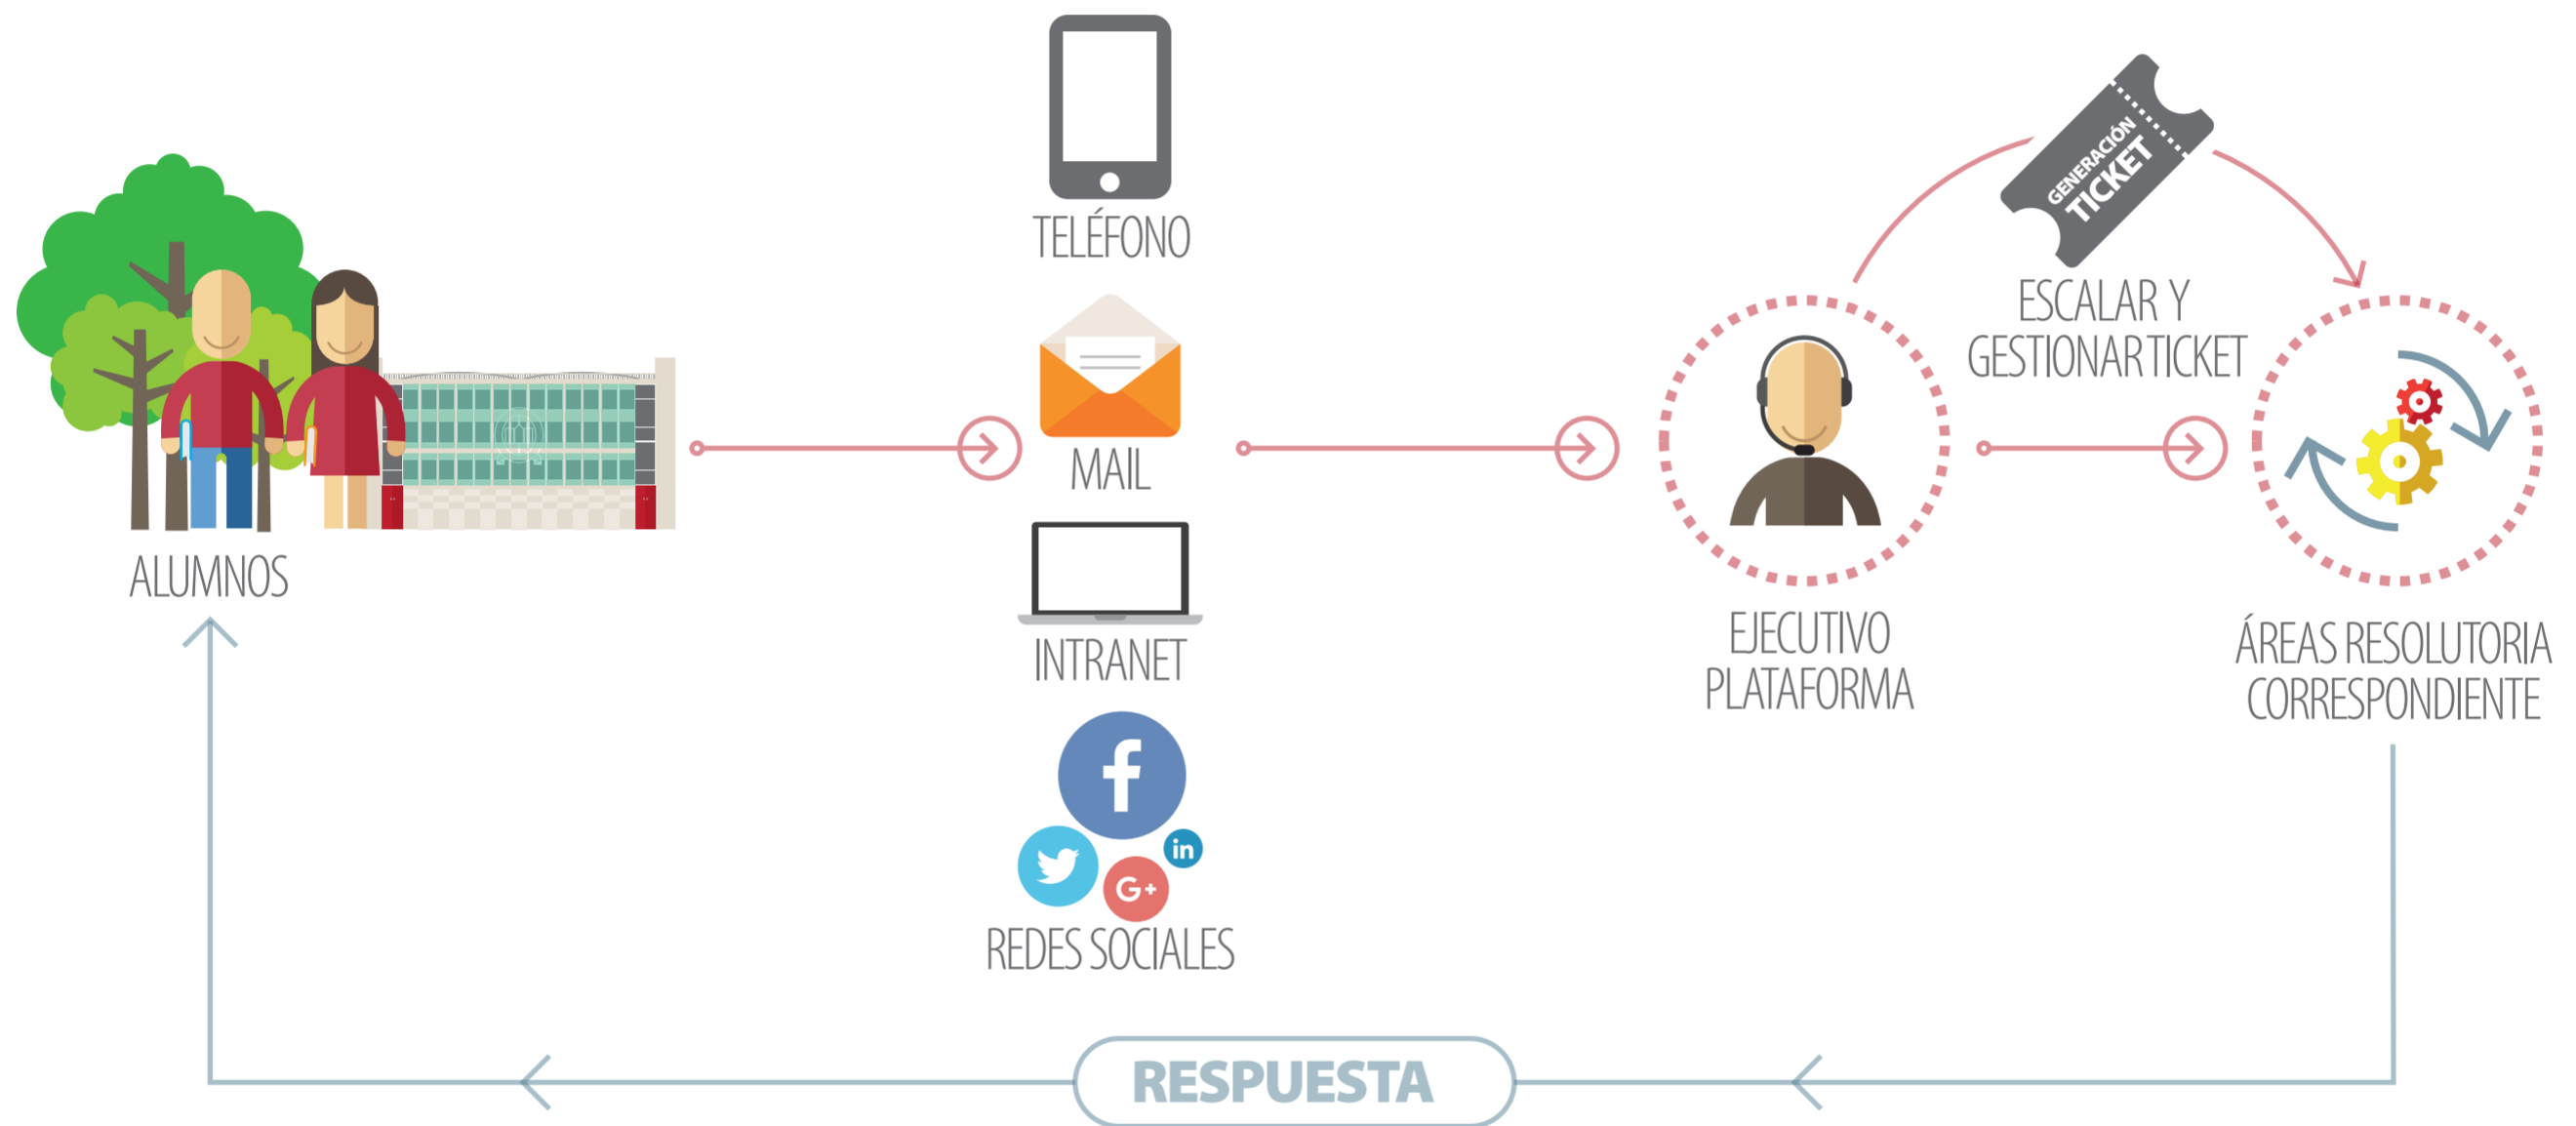 TELÉFONO
MAIL
INTRANET
f
in
G+
REDES SOCIALES
ALUMNOS
GENERACIÓN
TICKET
ESCALAR Y
GESTIONAR TICKET
EJECUTIVO
PLATAFORMA
ÁREAS RESOLUTORIA
CORRESPONDIENTE
RESPUESTA